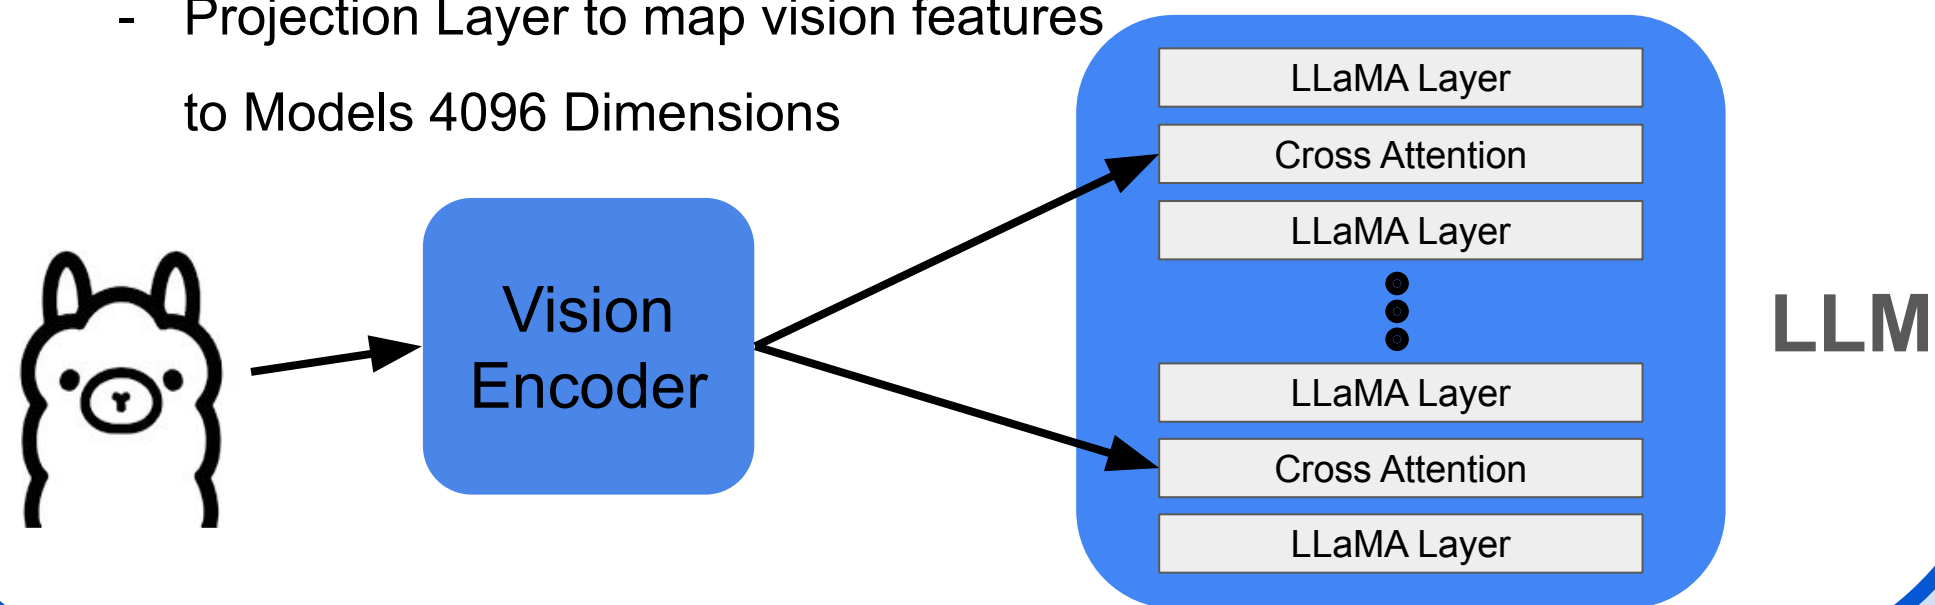 - Projection Layer to map vision features
to Models 4096 Dimensions
Vision
Encoder
LLaMA Layer
Cross Attention
LLaMA Layer
LLaMA Layer
Cross Attention
LLaMA Layer
LLM